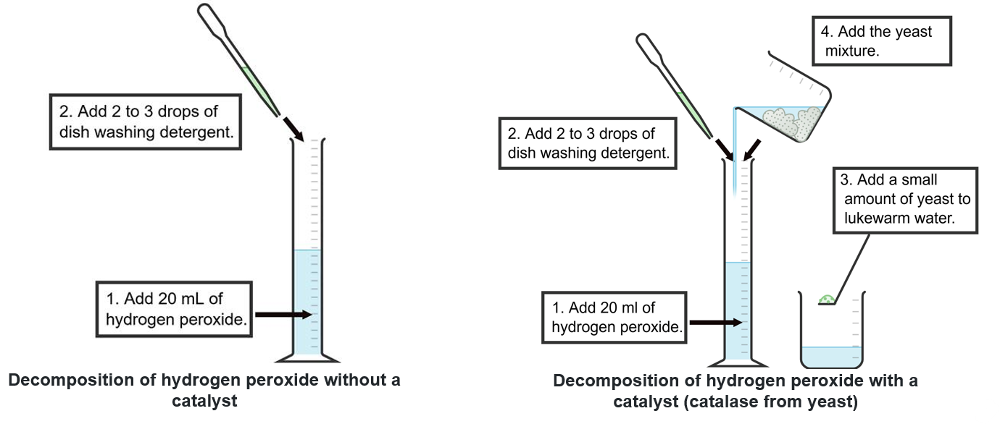 2. Add 2 to 3 drops of
dish washing detergent.
1. Add 20 mL of
hydrogen peroxide.
Decomposition of hydrogen peroxide without a
catalyst
4. Add the yeast
mixture.
2. Add 2 to 3 drops of
dish washing detergent.
3. Add a small
amount of yeast to
lukewarm water.
1. Add 20 ml of
hydrogen peroxide.
Decomposition of hydrogen peroxide with a
catalyst (catalase from yeast)